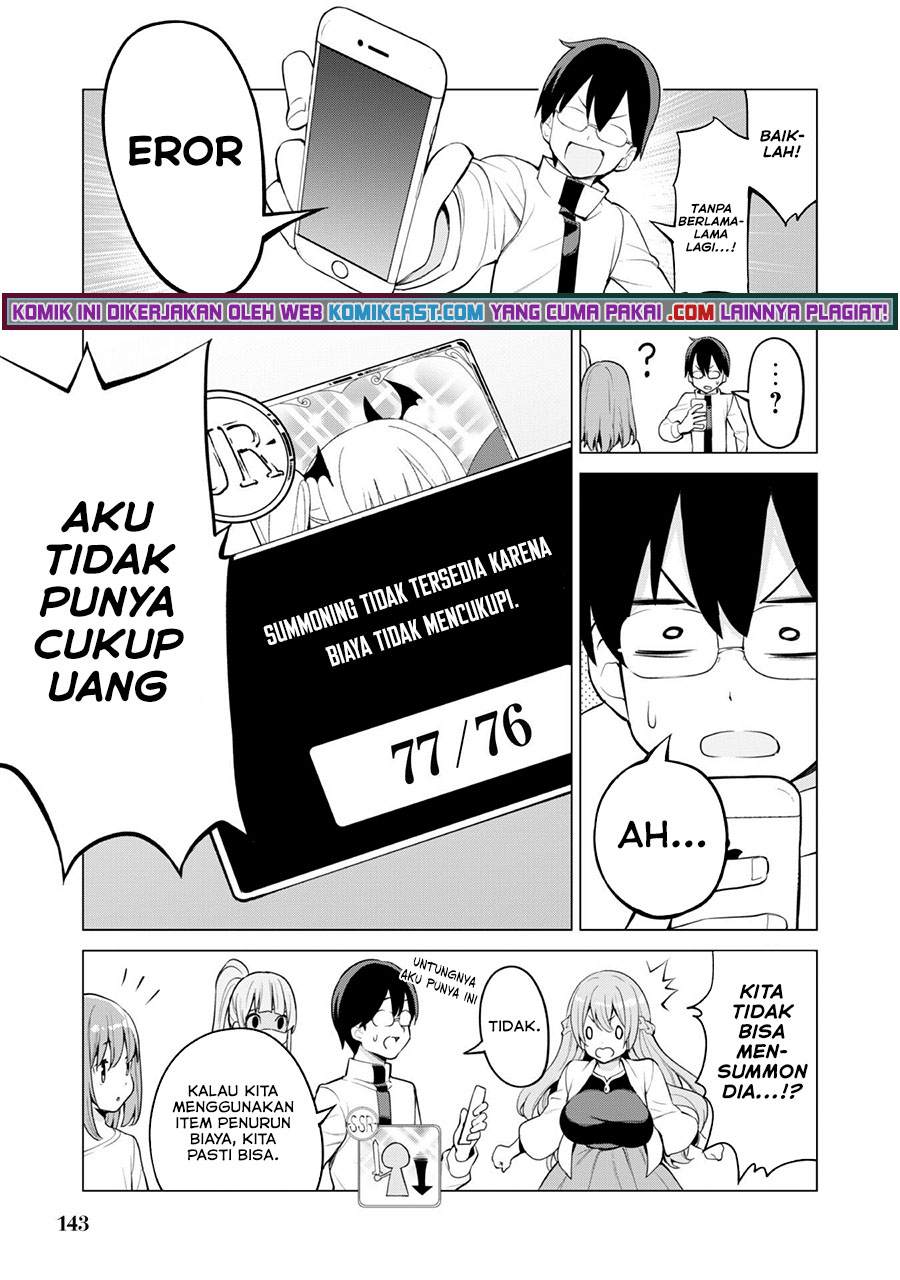 BAIK-
LAH!
TANPA
BERLAMA-
LAMA
LAGI...!
EROR
KOMIK INI DIKERJAKAN OLEH WEB KOMIKCAST.COM YANG CUMA PAKAI .COM LAINNYA PLAGIAT!
...?
?
AH...
UR
SUMMONING TIDAK TERSEDIA KARENA
BIAYA TIDAK MENCUKUPI.
77/76
AKU
TIDAK
PUNYA
CUKUP
UANG
KITA
TIDAK
BISA
MEN-
SUMMON
DIA...!?
TIDAK.
UNTUNGNYA
AKU PUNYA INI
KALAU KITA
MENGGUNAKAN
ITEM PENURUN
BIAYA, KITA
PASTI BISA.
SSR
143